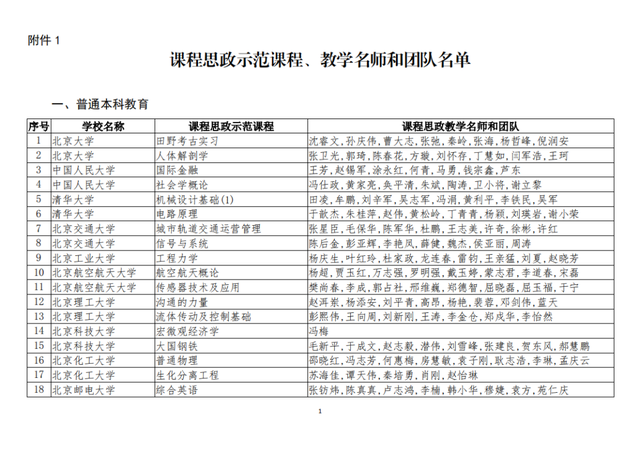 附件 1
课程思政示范课程、教学名师和团队名单
一、普通本科教育
序号 学校名称 课程思政示范课程 课程思政教学名师和团队
1 北京大学 田野考古实习 沈睿文,孙庆伟,曹大志,张弛,秦岭,张海,杨哲峰,倪润安
2 北京大学 人体解剖学 张卫光,郭琦,陈春花,方璇,刘怀存,丁慧如,闫军浩,王珂
3 中国人民大学 国际金融 王芳,赵锡军,涂永红,何青,马勇,钱宗鑫,芦东
4 中国人民大学 社会学概论 冯仕政,黄家亮,奂平清,朱斌,陶涛,卫小将,谢立黎
5 清华大学 机械设计基础(1) 田凌,阎鹏,刘辛军,吴志军,冯涓,黄利平,李铁民,吴军
6 清华大学 电路原理 于歆杰,朱桂萍,赵伟,黄松岭,丁青青,杨颖,刘瑛岩,谢小荣
7 北京交通大学 城市轨道交通运营管理 张星臣,毛保华,陈军华,杜鹏,王志美,许奇,徐彬,许红
8 北京交通大学 信号与系统 陈后金,彭亚辉,李艳凤,薛健,魏杰,侯亚丽,周涛
9 北京工业大学 工程力学 杨庆生,叶红玲,杜家政,龙连春,雷钧,王亲猛,刘夏,赵晓芳
10 北京航空航天大学 航空航天概论 杨超,贾玉红,万志强,罗明强,戴玉婷,蒙志君,李道春,宋磊
11 北京航空航天大学 传感器技术及应用 樊尚春,李成,郭占社,邢维巍,郑德智,屈晓磊,屈玉福,于宁
12 北京理工大学 沟通的力量 赵洱岽,杨添安,刘平青,高昂,杨艳,裴蓉,邓剑伟,蓝天
13 北京理工大学 流体传动及控制基础 彭熙伟,王向周,刘新刚,王涛,李金仓,郑戍华,李怡然
14 北京科技大学 宏微观经济学 冯梅
15 北京科技大学 大国钢铁 毛新平,于成文,赵志毅,潜伟,刘雪峰,张建良,贺东风,郝慧鹏
16 北京化工大学 普通物理 邵晓红,冯志芳,何惠梅,房慧敏,袁子刚,耿志浩,李琳,孟庆云
17 北京化工大学 生化分离工程 苏海佳,谭天伟,秦培勇,肖刚,赵怡琳
18 北京邮电大学 综合英语 张钫炜,陈真真,卢志鸿,李楠,韩小华,穆婕,袁方,苑仁庆
1